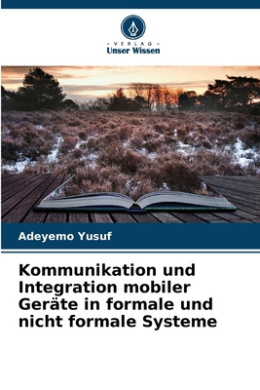 VERLAG
Unser Wissen
Adeyemo Yusuf
Kommunikation und
Integration mobiler
Geräte in formale und
nicht formale Systeme